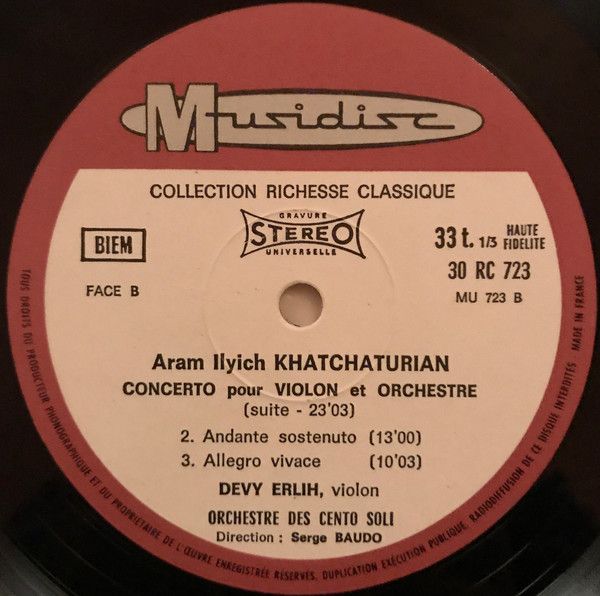 Musidisc
COLLECTION RICHESSE CLASSIQUE
GRAVURE
STEREO
UNIVERSELLE
BIEM
33 t. 1/3 HAUTE FIDELITE
30 RC 723
FACE B
MU 723 B
Aram Ilyich KHATCHATURIAN
CONCERTO pour VIOLON et ORCHESTRE
(suite - 23'03)
2. Andante sostenuto (13'00)
3. Allegro vivace (10'03)
DEVY ERLIH, violon
ORCHESTRE DES CENTO SOLI
Direction : Serge BAUDO
TOUS DROITS DU PRODUCTEUR PHONOGRAPHIQUE ET DU PROPRIETAIRE DE L'ŒUVRE ENREGISTRÉE RÉSERVÉS. DUPLICATION EXÉCUTION PUBLIQUE, RADIODIFFUSION DE CE DISQUE INTERDITES MADE IN FRANCE